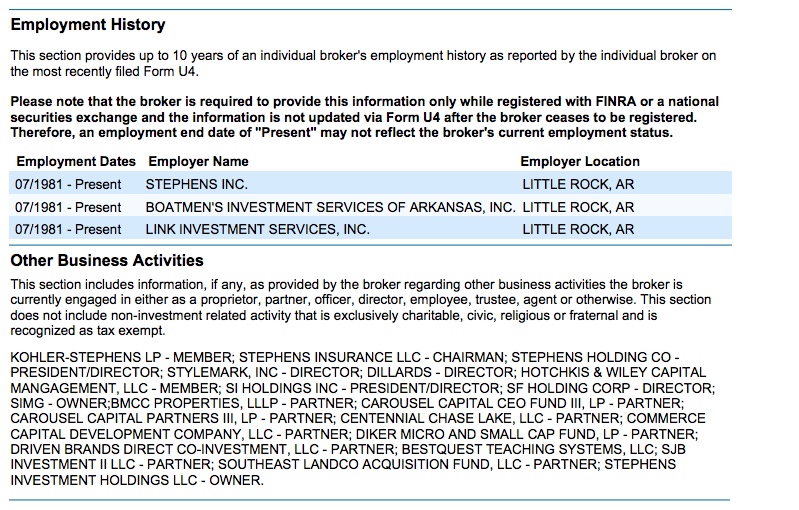 Employment History
This section provides up to 10 years of an individual broker's employment history as reported by the individual broker on
the most recently filed Form U4.
Please note that the broker is required to provide this information only while registered with FINRA or a national
securities exchange and the information is not updated via Form U4 after the broker ceases to be registered.
Therefore, an employment end date of "Present" may not reflect the broker's current employment status.
Employment Dates Employer Name Employer Location
07/1981 - Present STEPHENS INC. LITTLE ROCK, AR
07/1981 - Present BOATMEN'S INVESTMENT SERVICES OF ARKANSAS, INC. LITTLE ROCK, AR
07/1981 - Present LINK INVESTMENT SERVICES, INC. LITTLE ROCK, AR
Other Business Activities
This section includes information, if any, as provided by the broker regarding other business activities the broker is
currently engaged in either as a proprietor, partner, officer, director, employee, trustee, agent or otherwise. This section
does not include non-investment related activity that is exclusively charitable, civic, religious or fraternal and is
recognized as tax exempt.
KOHLER-STEPHENS LP - MEMBER; STEPHENS INSURANCE LLC - CHAIRMAN; STEPHENS HOLDING CO -
PRESIDENT/DIRECTOR; STYLEMARK, INC - DIRECTOR; DILLARDS - DIRECTOR; HOTCHKIS & WILEY CAPITAL
MANGAGEMENT, LLC - MEMBER; SI HOLDINGS INC - PRESIDENT/DIRECTOR; SF HOLDING CORP - DIRECTOR;
SIMG - OWNER;BMCC PROPERTIES, LLLP - PARTNER; CAROUSEL CAPITAL CEO FUND III, LP - PARTNER;
CAROUSEL CAPITAL PARTNERS III, LP - PARTNER; CENTENNIAL CHASE LAKE, LLC - PARTNER; COMMERCE
CAPITAL DEVELOPMENT COMPANY, LLC - PARTNER; DIKER MICRO AND SMALL CAP FUND, LP - PARTNER;
DRIVEN BRANDS DIRECT CO-INVESTMENT, LLC - PARTNER; BESTQUEST TEACHING SYSTEMS, LLC; SJB
INVESTMENT II LLC - PARTNER; SOUTHEAST LANDCO ACQUISITION FUND, LLC - PARTNER; STEPHENS
INVESTMENT HOLDINGS LLC - OWNER.